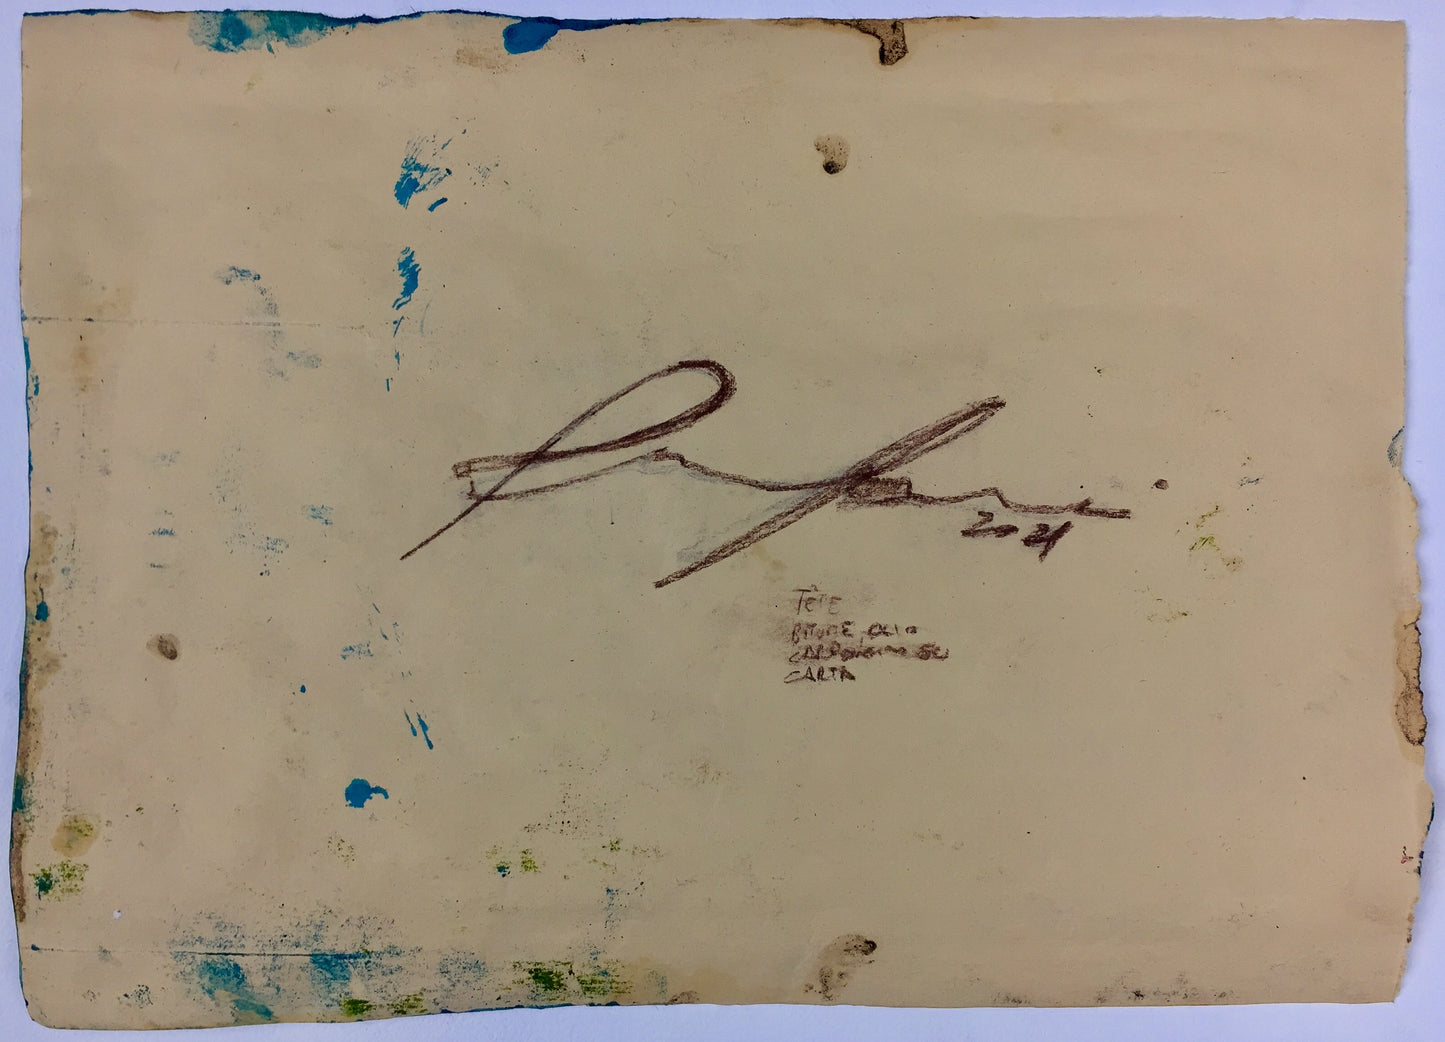 2021
TÊTE
BITUME, OLIO
CARBONCINO SU
CARTA